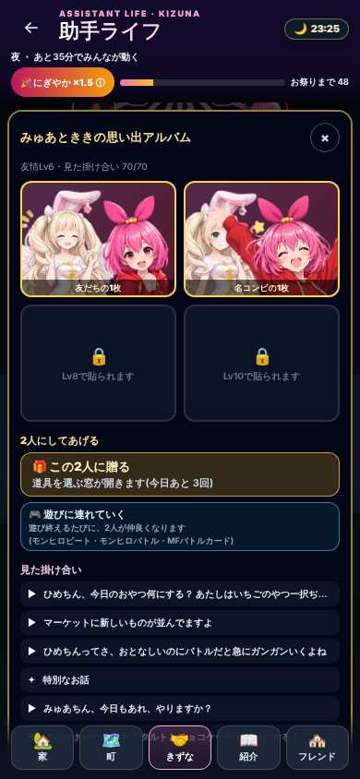 ASSISTANT LIFE · KIZUNA
← 助手ライフ
🌙 23:25
夜 ・ あと35分でみんなが動く
🎉 にぎやか ×1.5 ⓘ
お祭りまで 48
みゅあとききの思い出アルバム
×
友情Lv6・見た掛け合い 70/70
友だちの1枚
名コンビの1枚
🔒
Lv8で貼られます
🔒
Lv10で貼られます
2人にしてあげる
🎁 この2人に贈る
道具を選ぶ窓が開きます(今日あと 3回)
🎮 遊びに連れていく
遊び終えるたびに、2人が仲良くなります
(モンヒロビート・モンヒロバトル・MFバトルカード)
見た掛け合い
▶ ひめちん、今日のおやつ何にする？ あたしはいちごのやつ一択ぢ…
▶ マーケットに新しいものが並んでますよ
▶ ひめちんってさ、おとなしいのにバトルだと急にガンガンいくよね
✦ 特別なお話
▶ みゅあちん、今日もあれ、やりますか？
家
町
きずな
紹介
フレンド